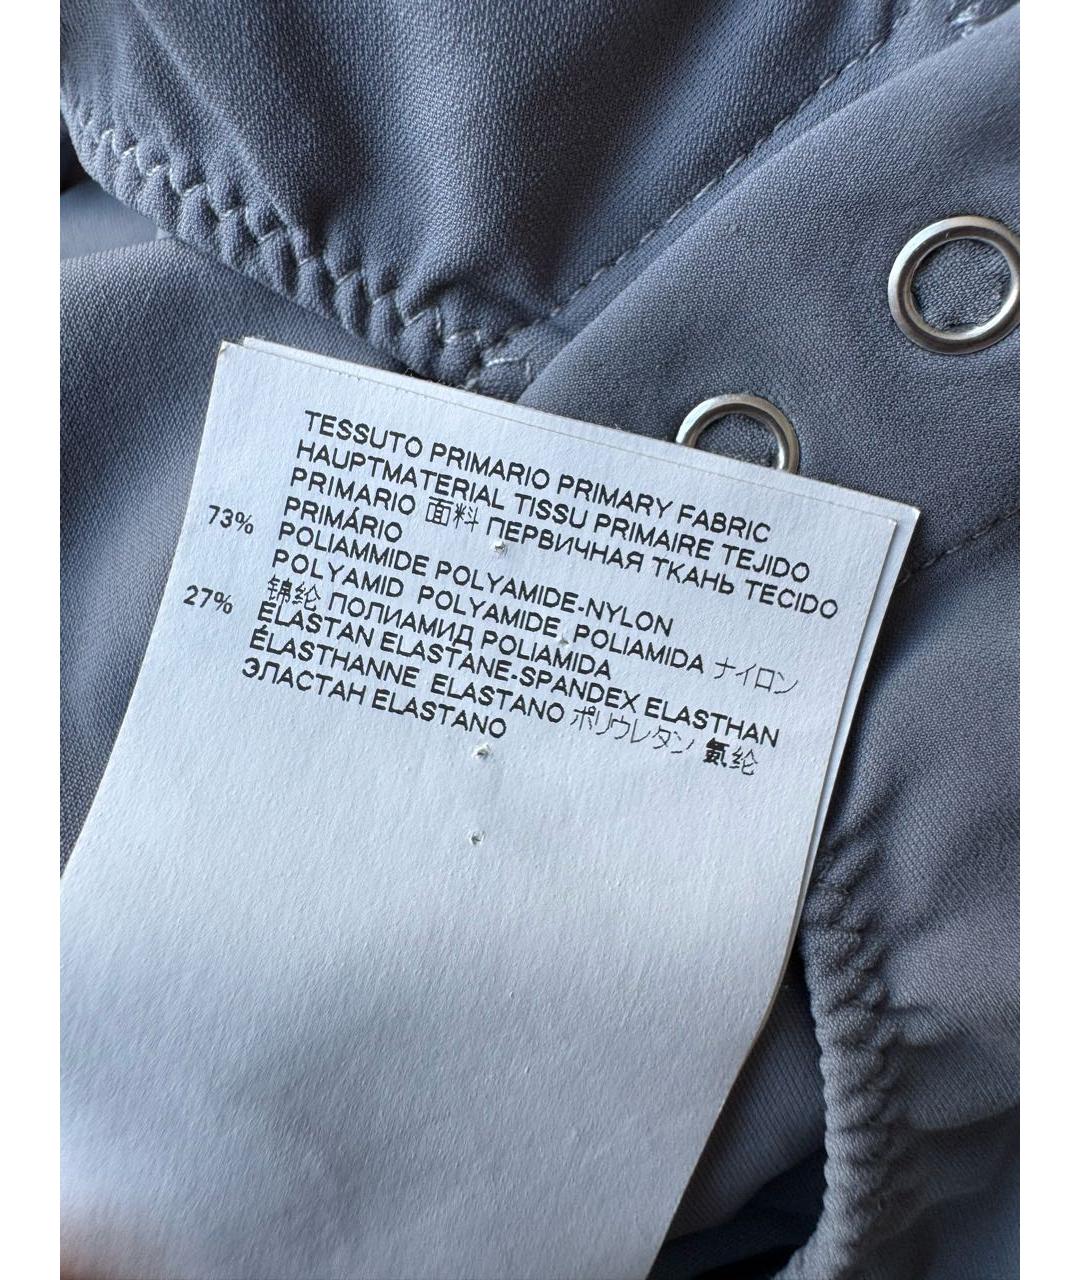 TESSUTO PRIMARIO PRIMARY FABRIC
HAUPTMATERIAL TISSU PRIMAIRE TEJIDO
PRIMARIO 面料 ПЕРВИЧНАЯ ТКАНЬ TECIDO
PRIMÁRIO
73% POLIAMMIDE POLYAMIDE-NYLON
POLYAMID POLYAMIDE POLIAMIDA ナイロン
锦纶 ПОЛИАМИД POLIAMIDA
27% ELASTAN ELASTANE-SPANDEX ELASTHAN
ÉLASTHANNE ELASTANO ポリウレタン 氨纶
ЭЛАСТАН ELASTANO